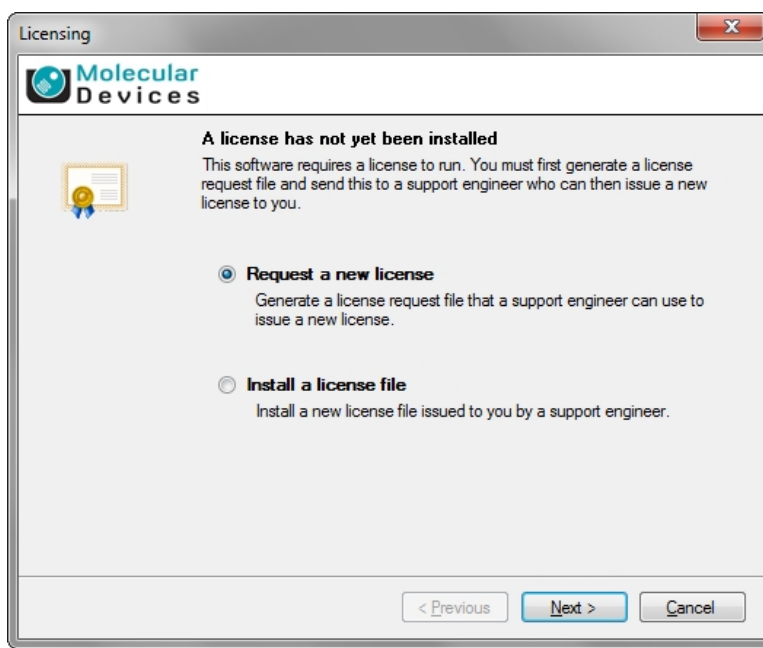 Licensing
X
Molecular
Devices
A license has not yet been installed
This software requires a license to run. You must first generate a license
request file and send this to a support engineer who can then issue a new
license to you.
Request a new license
Generate a license request file that a support engineer can use to
issue a new license.
Install a license file
Install a new license file issued to you by a support engineer.
< Previous
Next >
Cancel